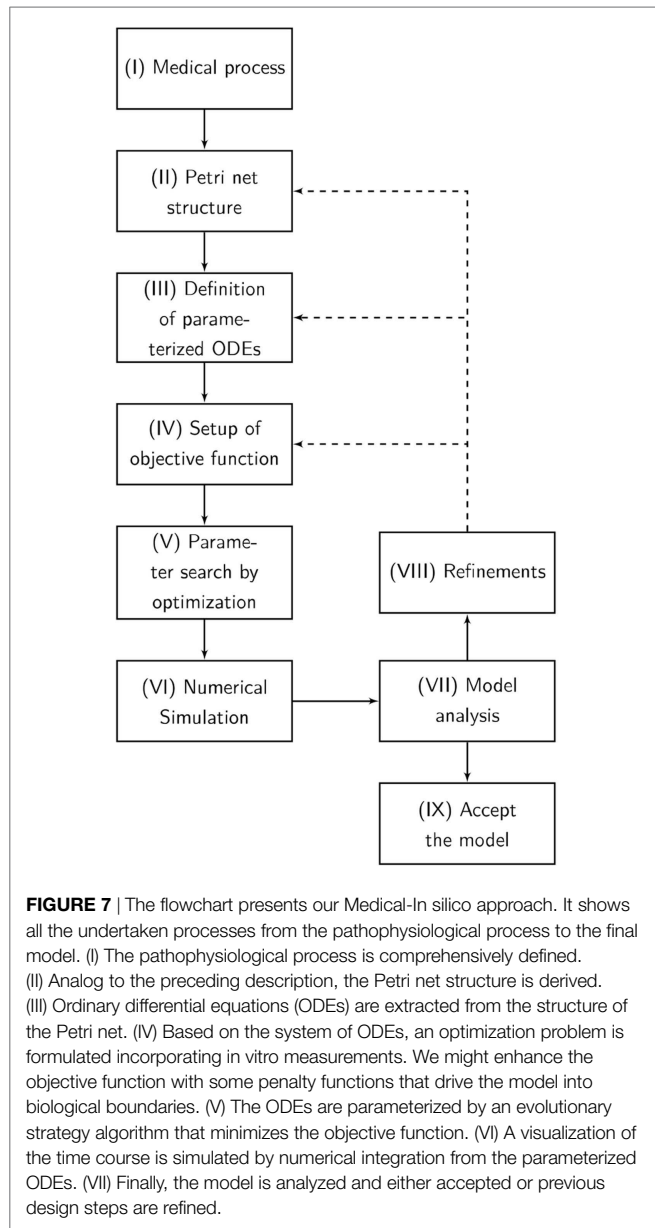 (I) Medical process
(II) Petri net
structure
(III) Definition
of parame-
terized ODEs
(IV) Setup of
objective function
(V) Parame-
ter search by
optimization
(VI) Numerical
Simulation
(VIII) Refinements
(VII) Model
analysis
(IX) Accept
the model
FIGURE 7 | The flowchart presents our Medical-In silico approach. It shows
all the undertaken processes from the pathophysiological process to the final
model. (I) The pathophysiological process is comprehensively defined.
(II) Analog to the preceding description, the Petri net structure is derived.
(III) Ordinary differential equations (ODEs) are extracted from the structure of
the Petri net. (IV) Based on the system of ODEs, an optimization problem is
formulated incorporating in vitro measurements. We might enhance the
objective function with some penalty functions that drive the model into
biological boundaries. (V) The ODEs are parameterized by an evolutionary
strategy algorithm that minimizes the objective function. (VI) A visualization of
the time course is simulated by numerical integration from the parameterized
ODEs. (VII) Finally, the model is analyzed and either accepted or previous
design steps are refined.